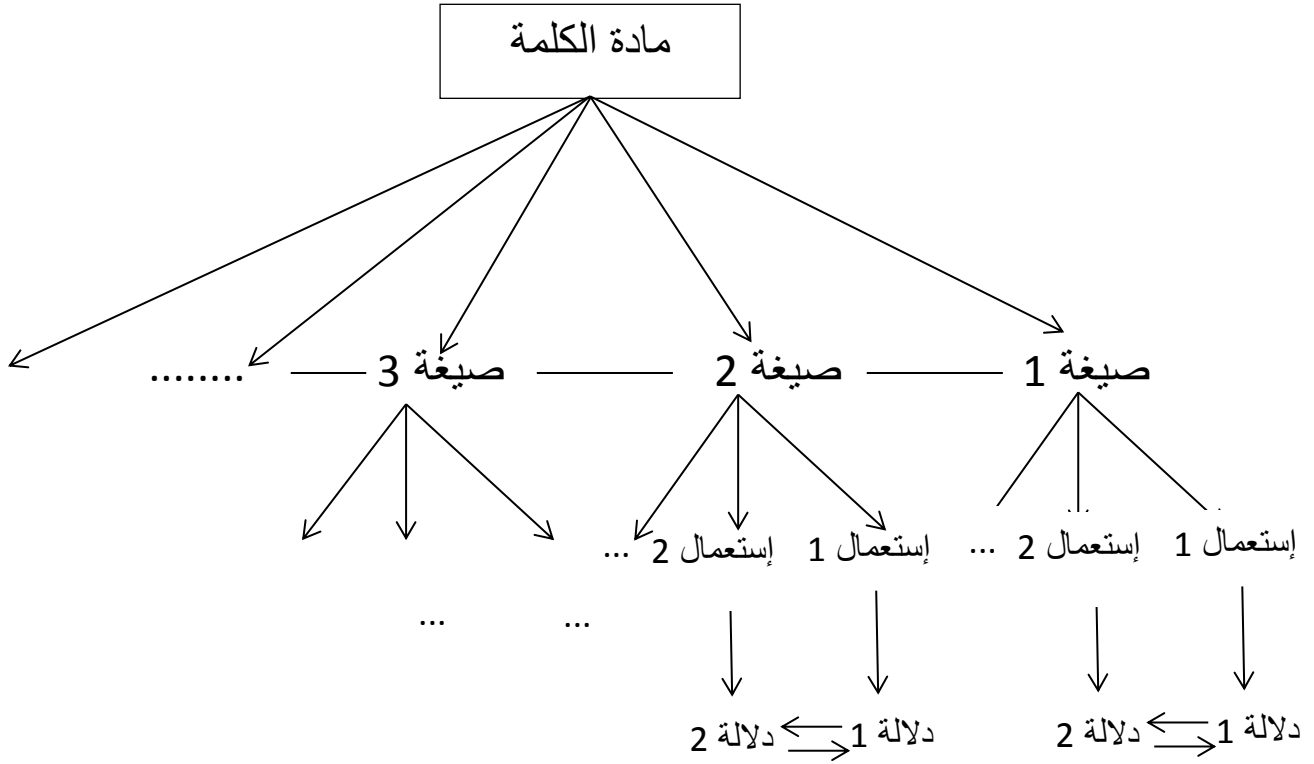 مادة الكلمة
صيغة 1 صيغة 2 صيغة 3 ........
إستعمال 1 إستعمال 2 ... إستعمال 1 إستعمال 2 ...
... ...
دلالة 1 دلالة 2 دلالة 1 دلالة 2